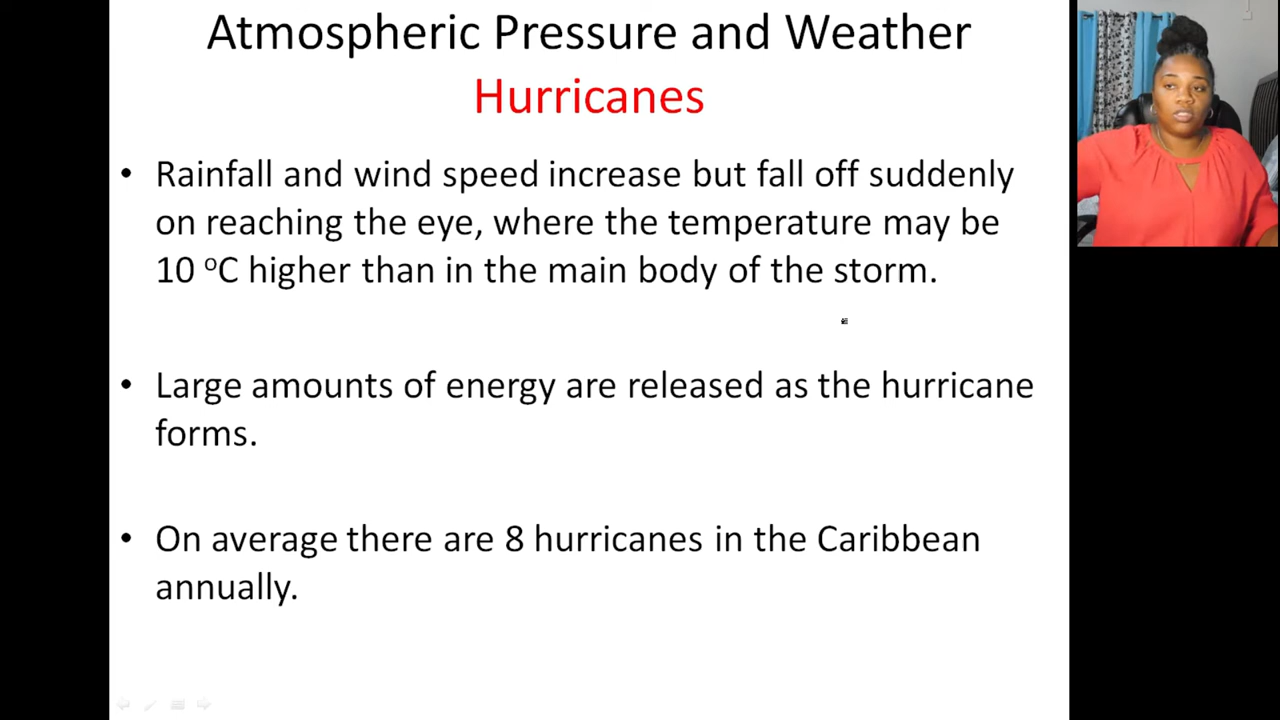 Atmospheric Pressure and Weather
Hurricanes
• Rainfall and wind speed increase but fall off suddenly
on reaching the eye, where the temperature may be
10 ºC higher than in the main body of the storm.
• Large amounts of energy are released as the hurricane
forms.
• On average there are 8 hurricanes in the Caribbean
annually.